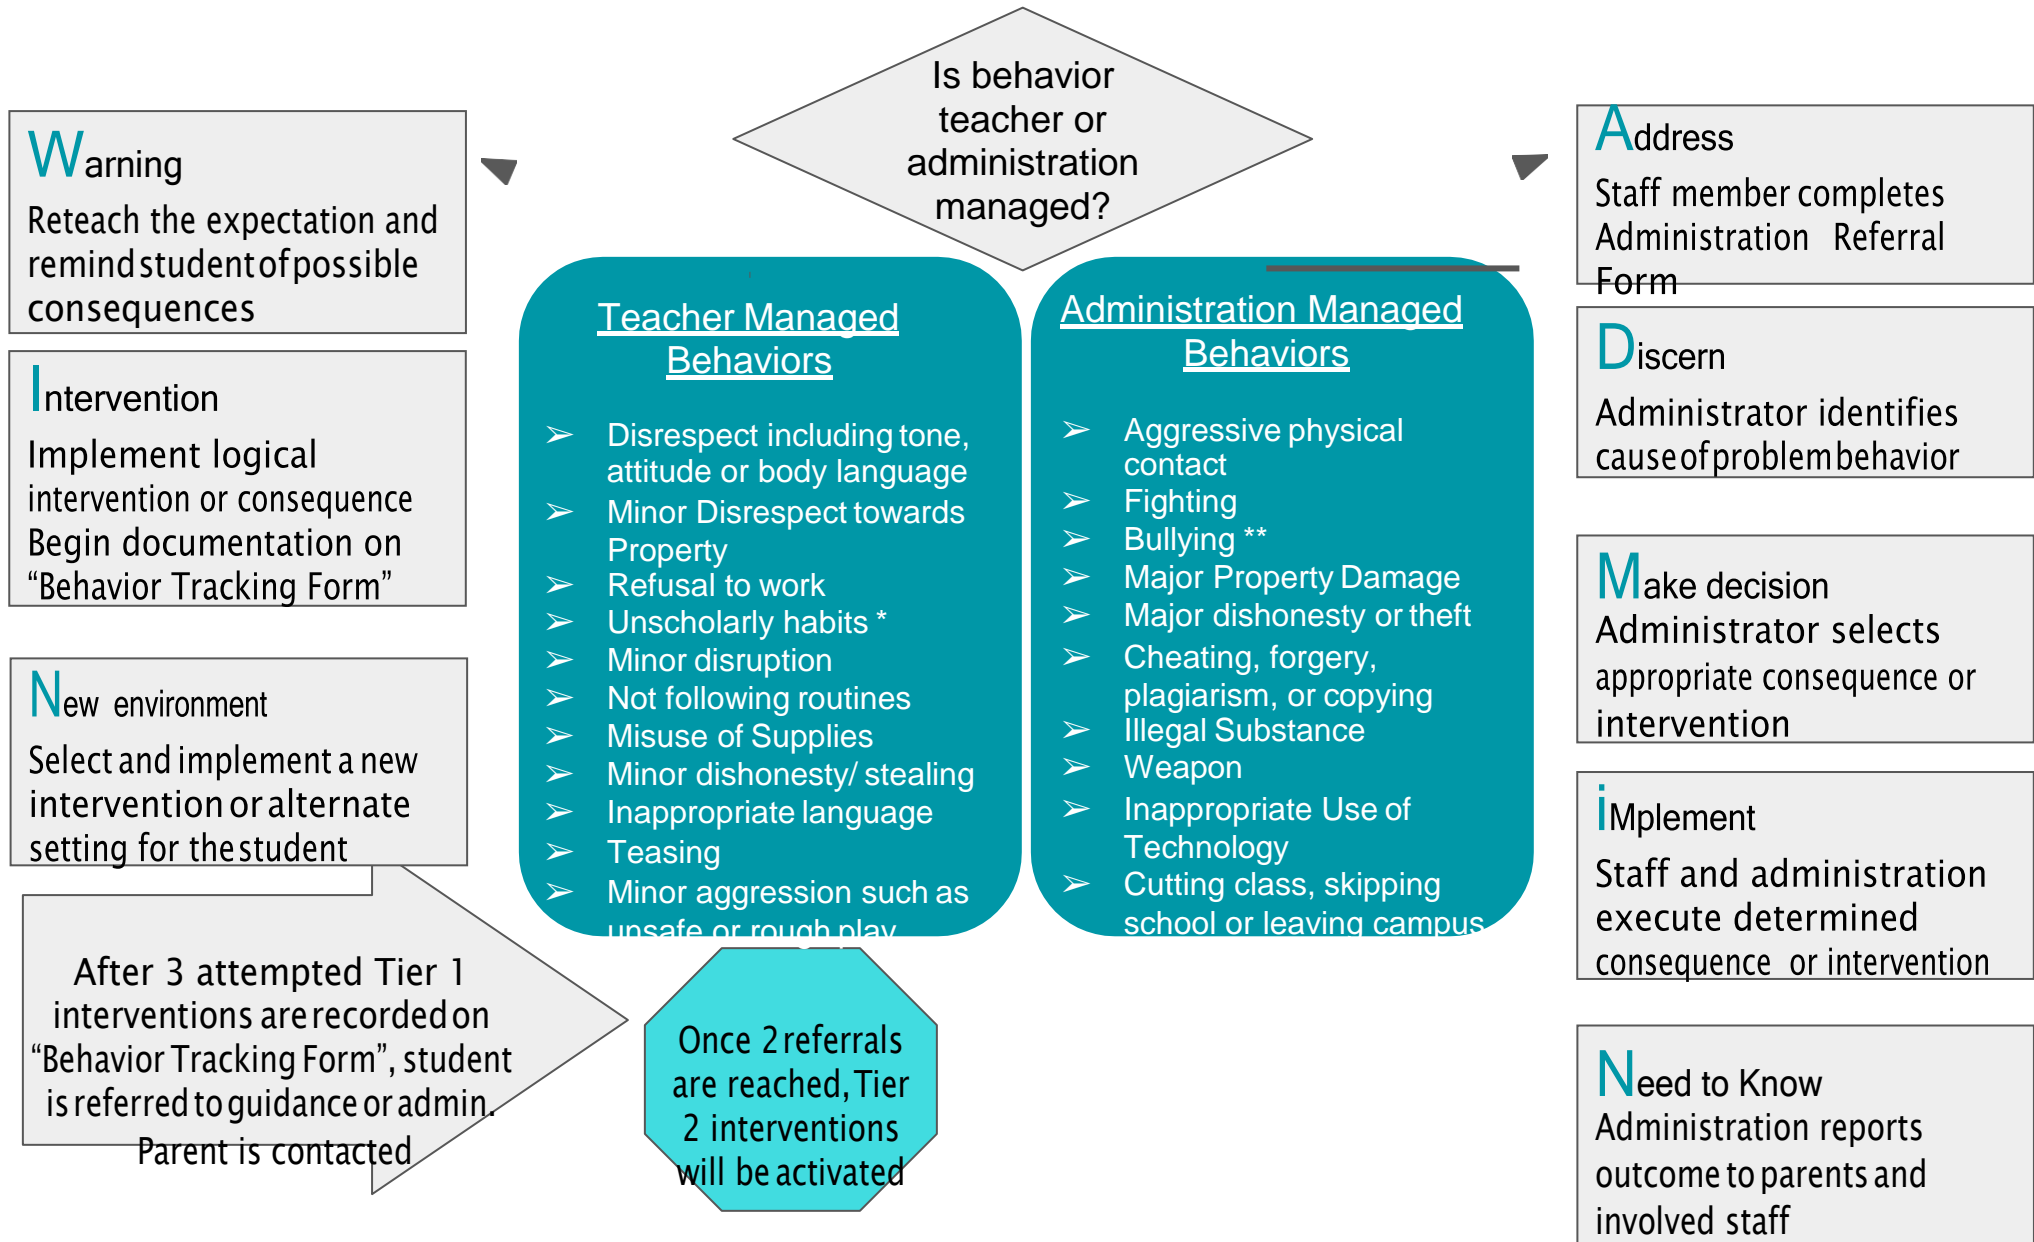 Is behavior
teacher or
administration
managed?
Warning
Reteach the expectation and
remind student of possible
consequences
Intervention
Implement logical
intervention or consequence
Begin documentation on
“Behavior Tracking Form”
New environment
Select and implement a new
intervention or alternate
setting for the student
After 3 attempted Tier 1
interventions are recorded on
“Behavior Tracking Form”, student
is referred to guidance or admin.
Parent is contacted
Teacher Managed
Behaviors
➢ Disrespect including tone,
attitude or body language
➢ Minor Disrespect towards
Property
➢ Refusal to work
➢ Unscholarly habits *
➢ Minor disruption
➢ Not following routines
➢ Misuse of Supplies
➢ Minor dishonesty/ stealing
➢ Inappropriate language
➢ Teasing
➢ Minor aggression such as
unsafe or rough play
Once 2 referrals
are reached, Tier
2 interventions
will be activated
Administration Managed
Behaviors
➢ Aggressive physical
contact
➢ Fighting
➢ Bullying **
➢ Major Property Damage
➢ Major dishonesty or theft
➢ Cheating, forgery,
plagiarism, or copying
➢ Illegal Substance
➢ Weapon
➢ Inappropriate Use of
Technology
➢ Cutting class, skipping
school or leaving campus
Address
Staff member completes
Administration Referral
Form
Discern
Administrator identifies
cause of problem behavior
Make decision
Administrator selects
appropriate consequence or
intervention
iMplement
Staff and administration
execute determined
consequence or intervention
Need to Know
Administration reports
outcome to parents and
involved staff